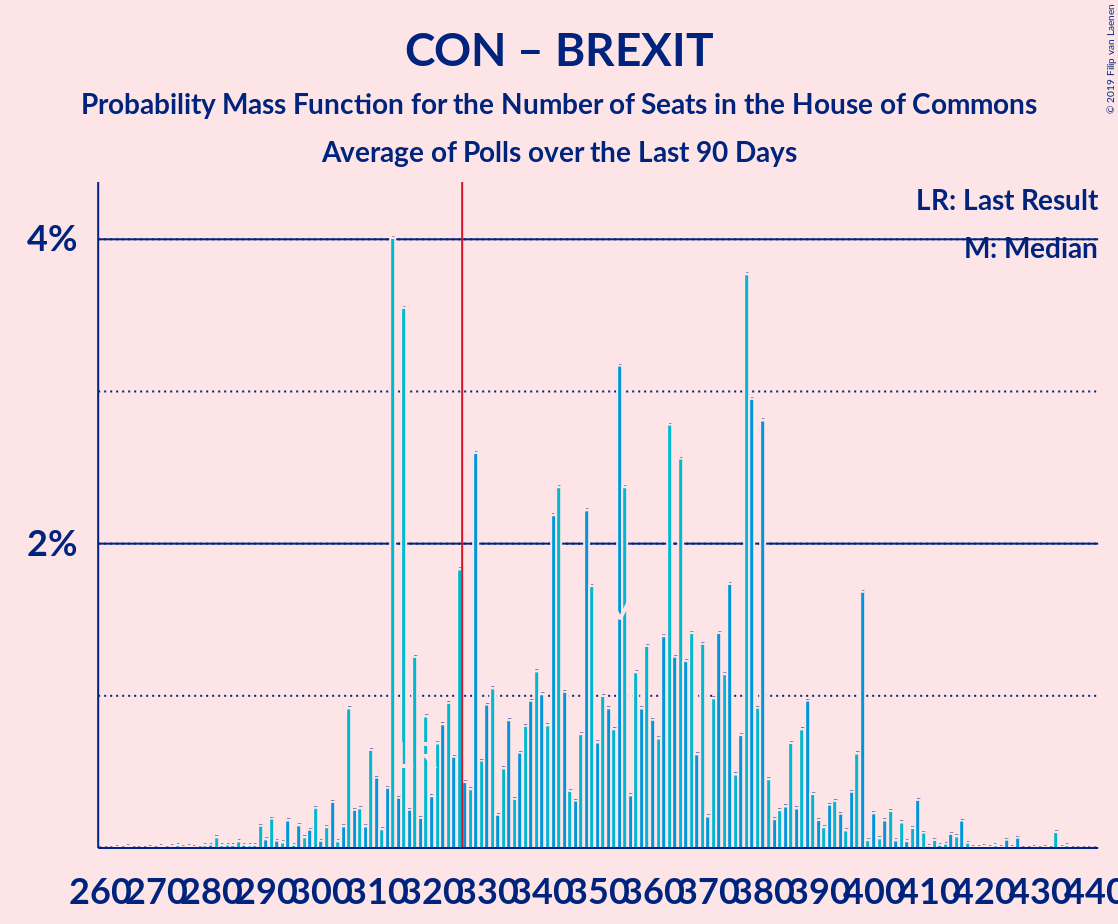 CON – BREXIT
Probability Mass Function for the Number of Seats in the House of Commons
Average of Polls over the Last 90 Days
© 2019 Filip van Laenen
LR: Last Result
M: Median
4%
2%
LR
260 270 280 290 300 310 320 330 340 350 360 370 380 390 400 410 420 430 440